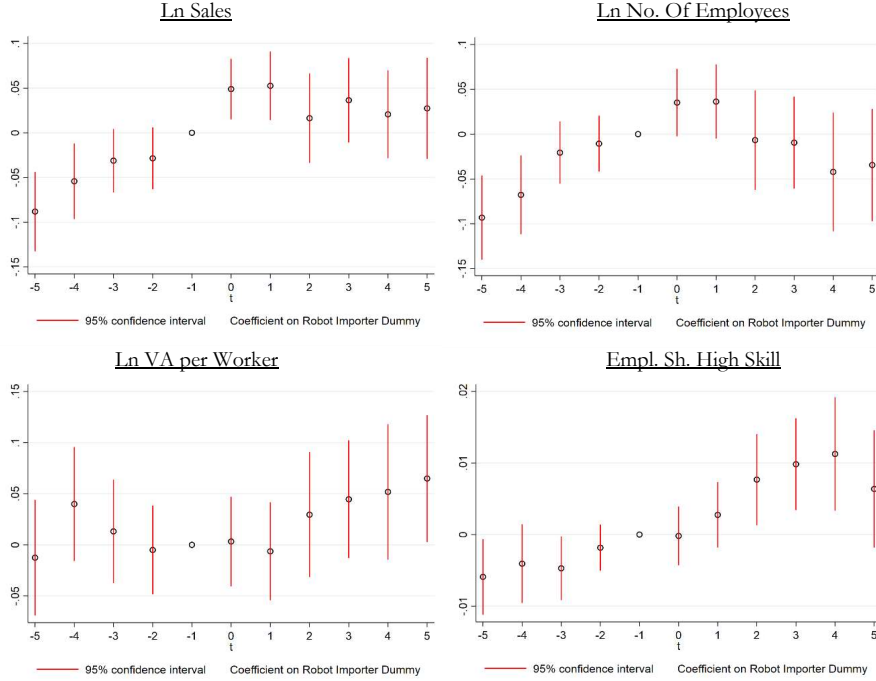 Ln Sales
.1
.05
0
-.05
-.1
-.15
-5 -4 -3 -2 -1 0 1 2 3 4 5
t
95% confidence interval Coefficient on Robot Importer Dummy
Ln No. Of Employees
.1
.05
0
-.05
-.1
-.15
-5 -4 -3 -2 -1 0 1 2 3 4 5
t
95% confidence interval Coefficient on Robot Importer Dummy
Ln VA per Worker
.15
.1
.05
0
-.05
-5 -4 -3 -2 -1 0 1 2 3 4 5
t
95% confidence interval Coefficient on Robot Importer Dummy
Empl. Sh. High Skill
.02
.01
0
-.01
-5 -4 -3 -2 -1 0 1 2 3 4 5
t
95% confidence interval Coefficient on Robot Importer Dummy